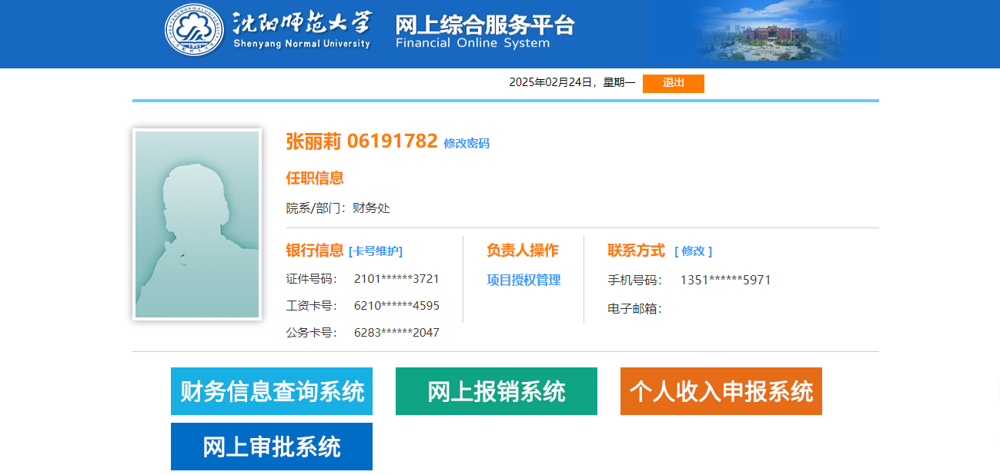 沈阳师范大学
Shenyang Normal University
网上综合服务平台
Financial Online System
2025年02月24日，星期一 退出
张丽莉 06191782 修改密码
任职信息
院系/部门：财务处
银行信息 [卡号维护]
证件号码： 2101******3721
工资卡号： 6210******4595
公务卡号： 6283******2047
负责人操作
项目授权管理
联系方式 [ 修改 ]
手机号码： 1351******5971
电子邮箱：
财务信息查询系统
网上报销系统
个人收入申报系统
网上审批系统